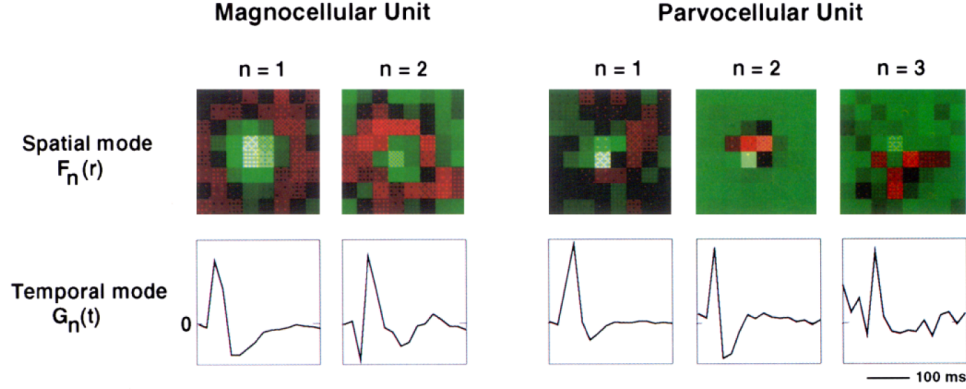 Magnocellular Unit
Parvocellular Unit
n = 1
n = 2
n = 1
n = 2
n = 3
Spatial mode
Fn(r)
Temporal mode
Gn(t)
0
100 ms